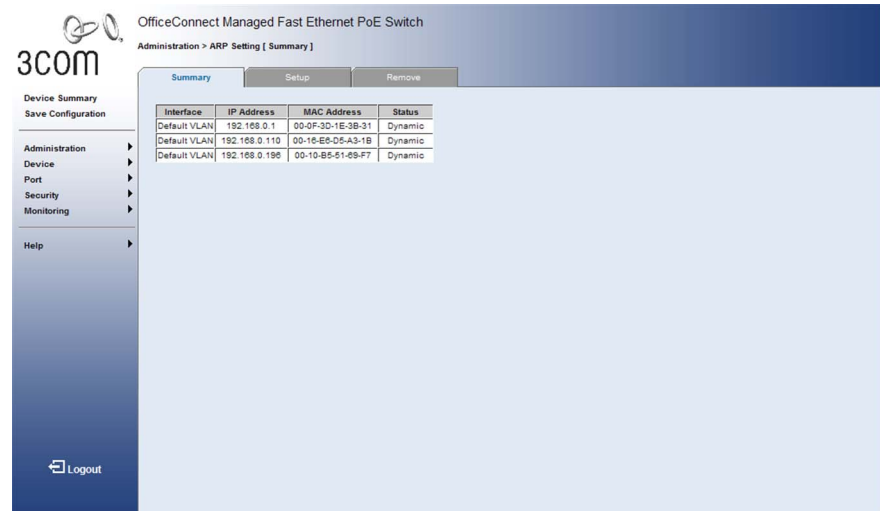 3COM
OfficeConnect Managed Fast Ethernet PoE Switch
Administration > ARP Setting [ Summary ]
Summary Setup Remove
Device Summary
Save Configuration
Administration
Device
Port
Security
Monitoring
Help
Logout
Interface IP Address MAC Address Status
Default VLAN 192.168.0.1 00-0F-3D-1E-3B-31 Dynamic
Default VLAN 192.168.0.110 00-16-E6-D5-A3-1B Dynamic
Default VLAN 192.168.0.196 00-10-B5-51-69-F7 Dynamic